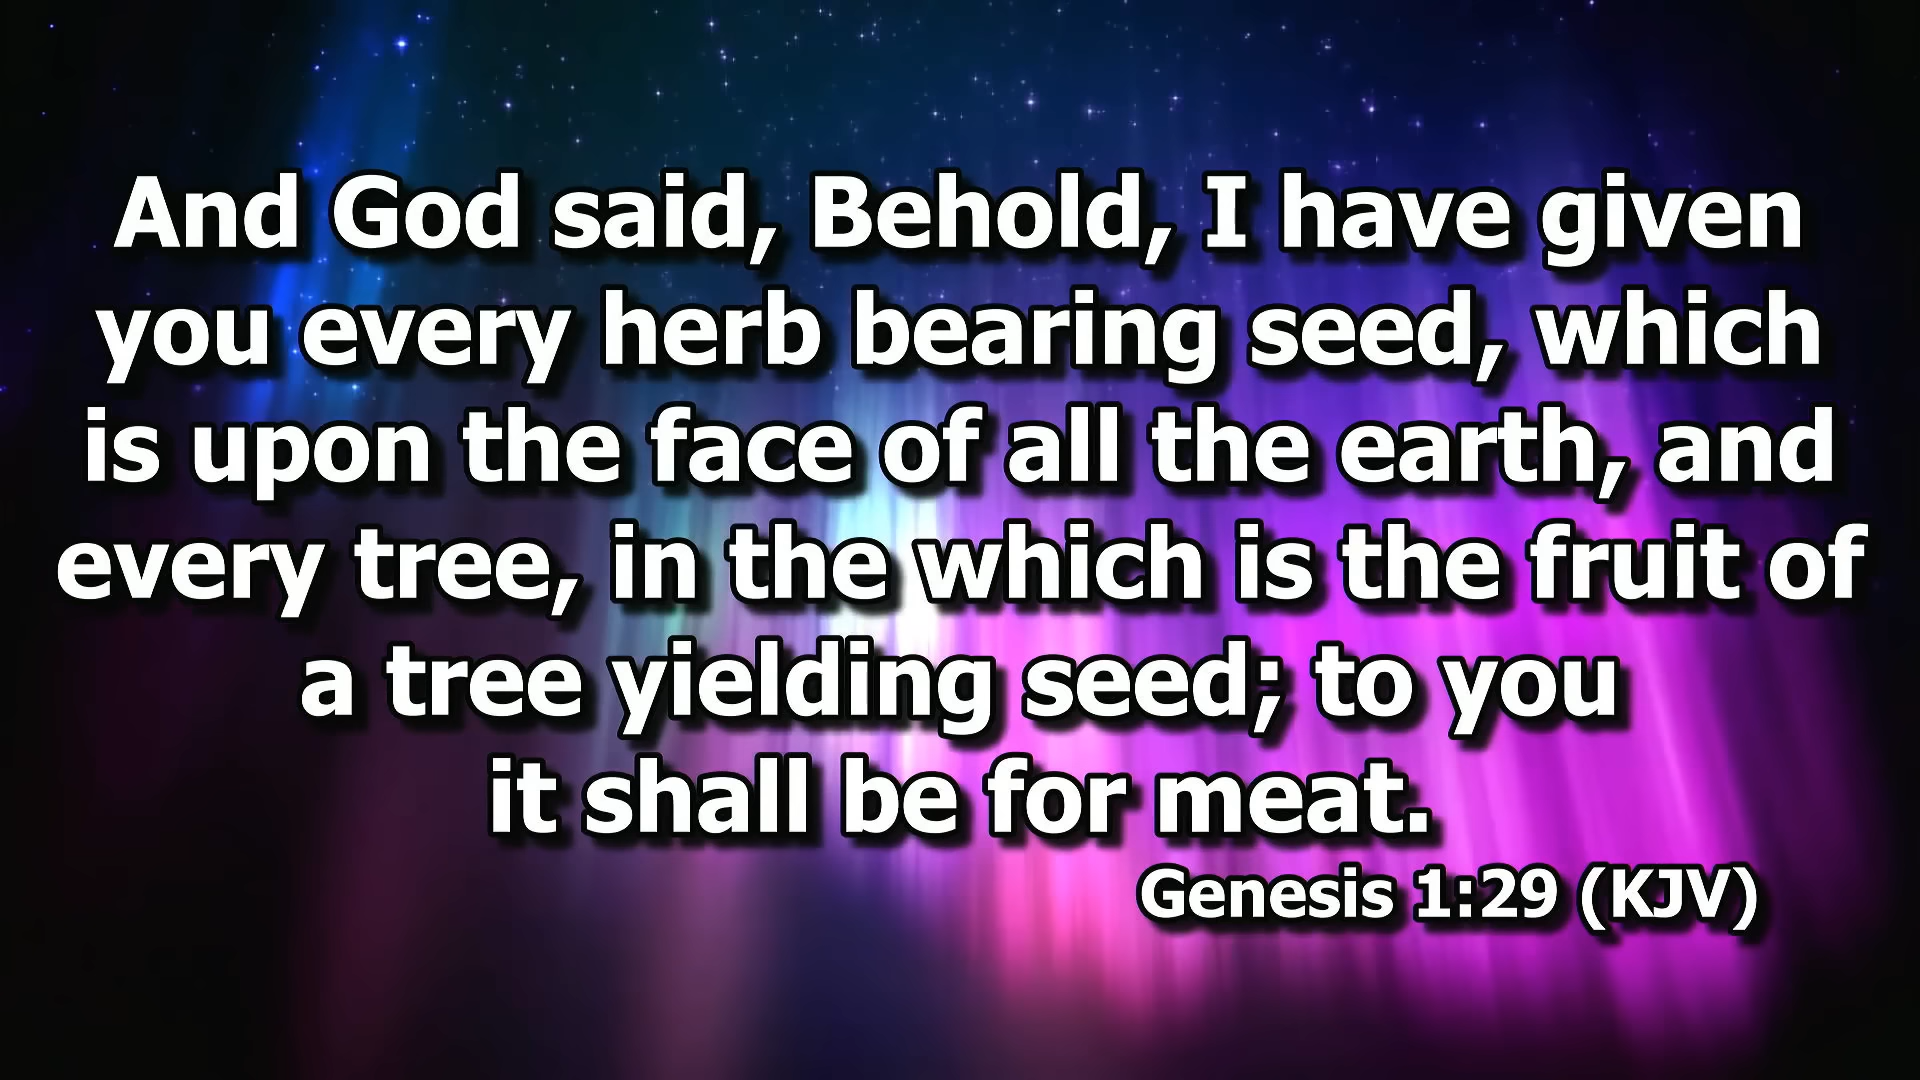 And God said, Behold, I have given
you every herb bearing seed, which
is upon the face of all the earth, and
every tree, in the which is the fruit of
a tree yielding seed; to you
it shall be for meat.
Genesis 1:29 (KJV)